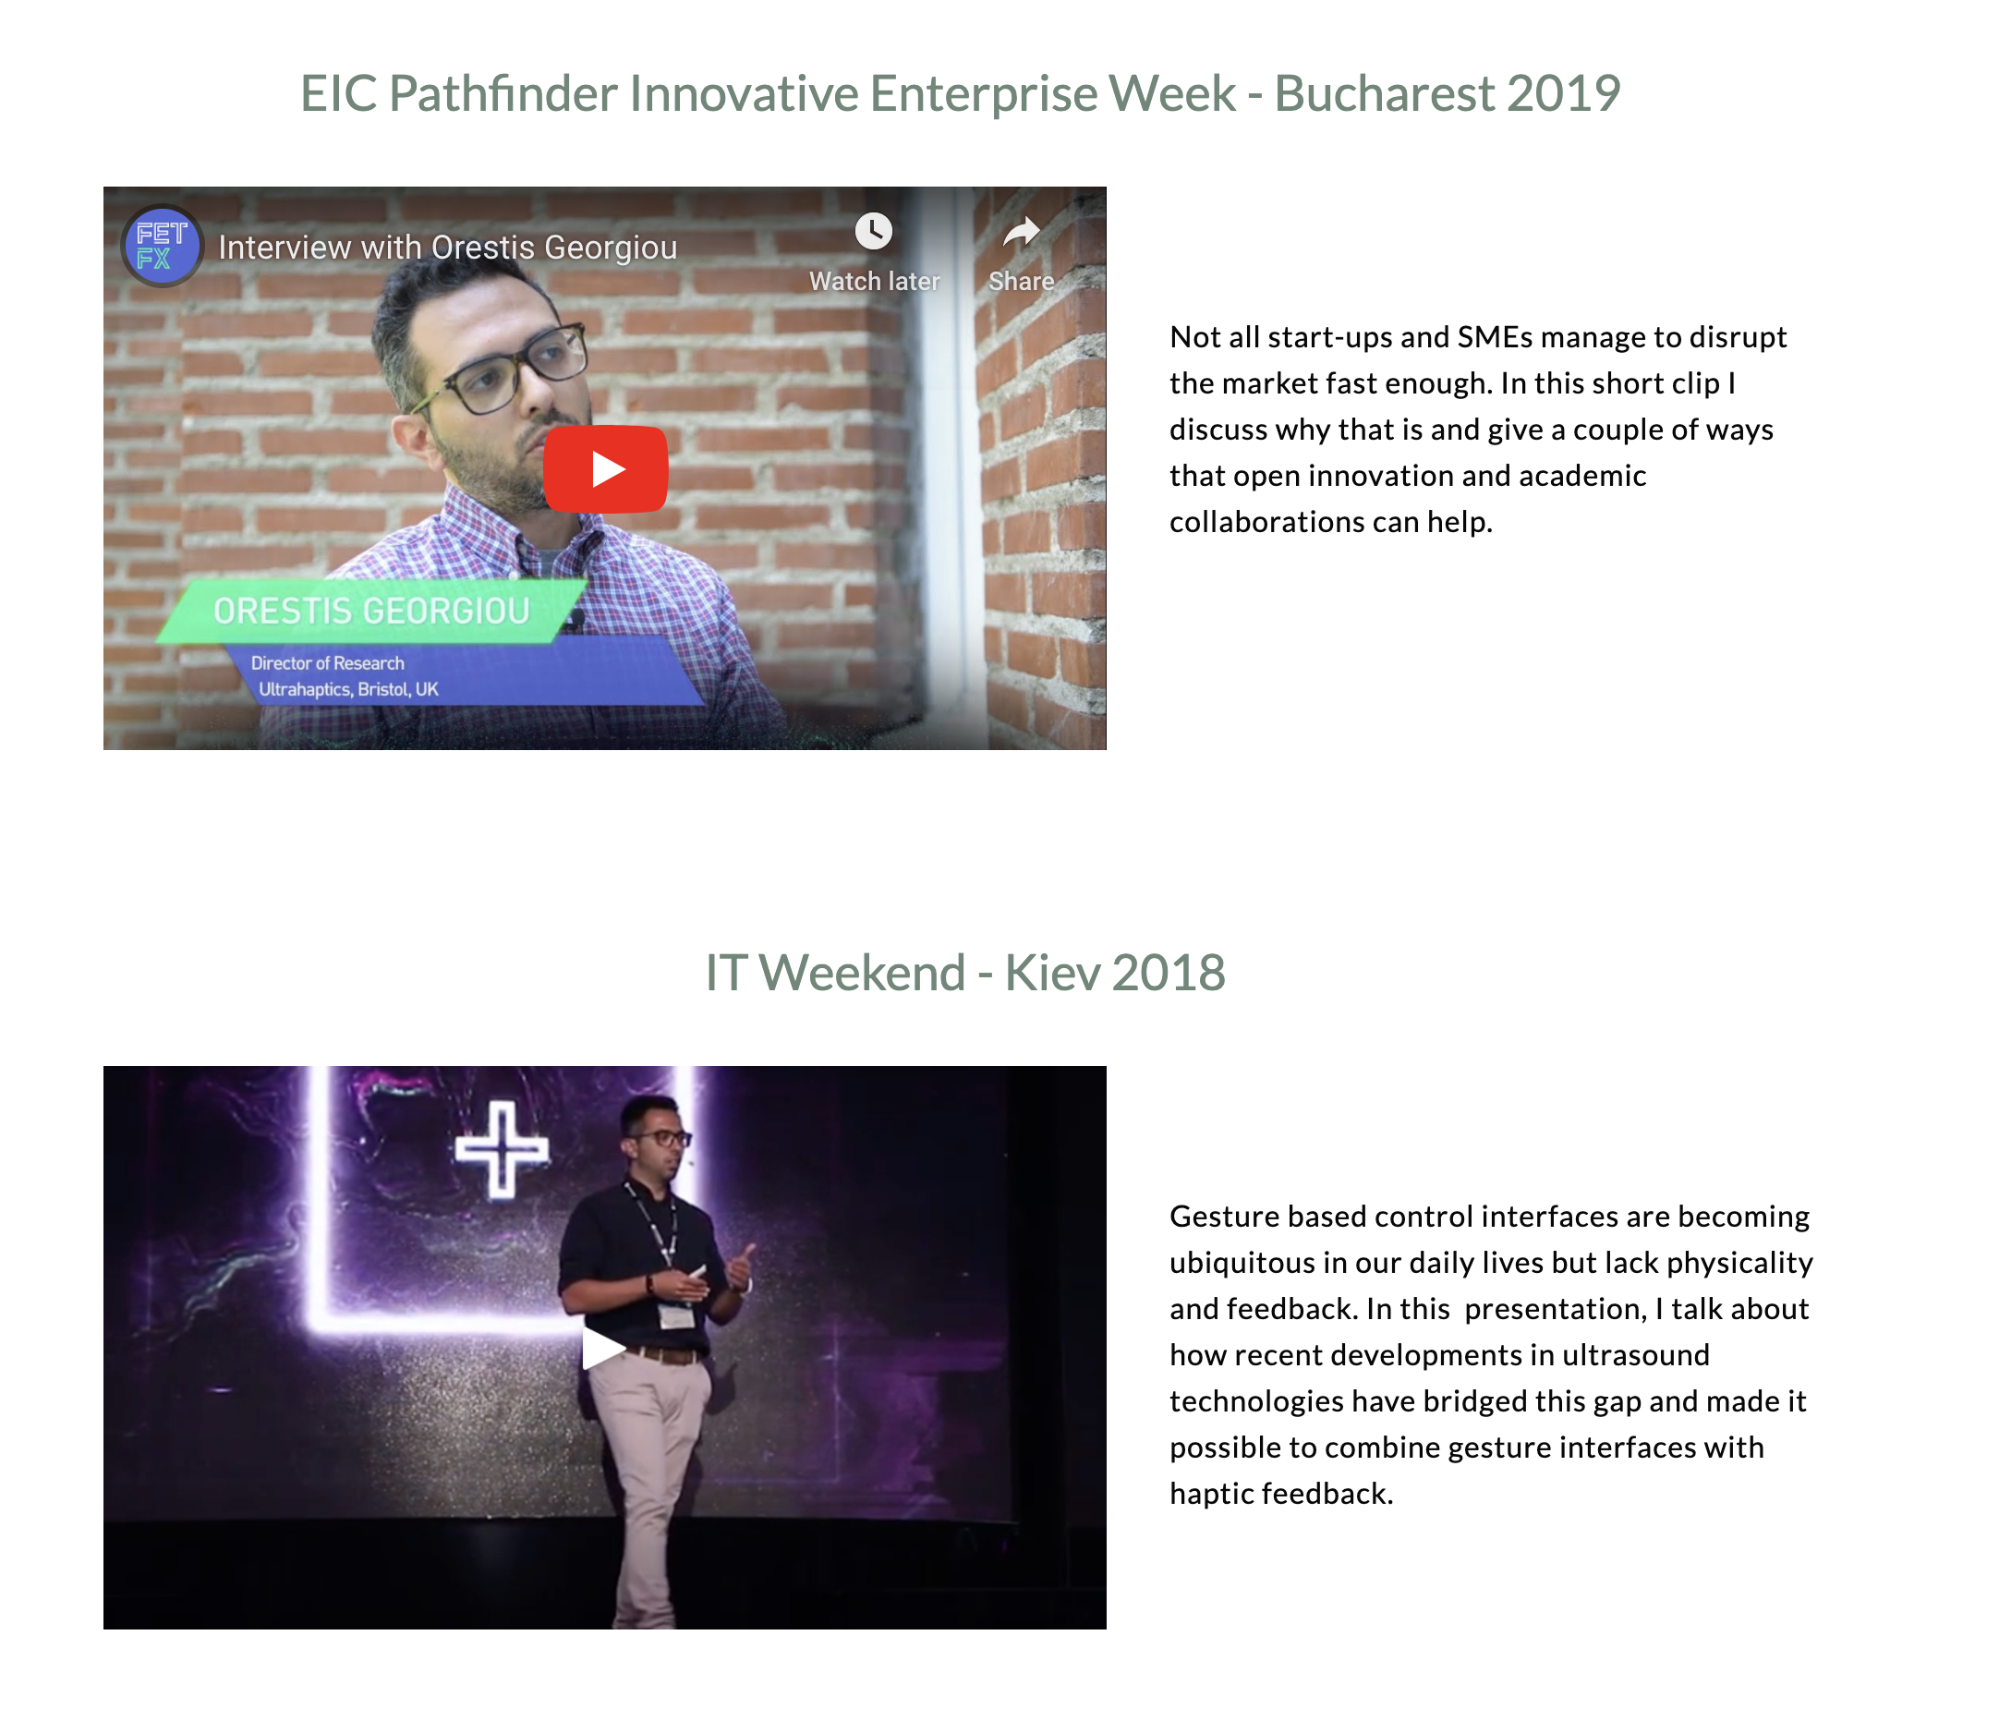 EIC Pathfinder Innovative Enterprise Week - Bucharest 2019
FET
FX
Interview with Orestis Georgiou
Watch later
Share
ORESTIS GEORGIOU
Director of Research
Ultrahaptics, Bristol, UK
Not all start-ups and SMEs manage to disrupt
the market fast enough. In this short clip I
discuss why that is and give a couple of ways
that open innovation and academic
collaborations can help.
IT Weekend - Kiev 2018
Gesture based control interfaces are becoming
ubiquitous in our daily lives but lack physicality
and feedback. In this  presentation, I talk about
how recent developments in ultrasound
technologies have bridged this gap and made it
possible to combine gesture interfaces with
haptic feedback.